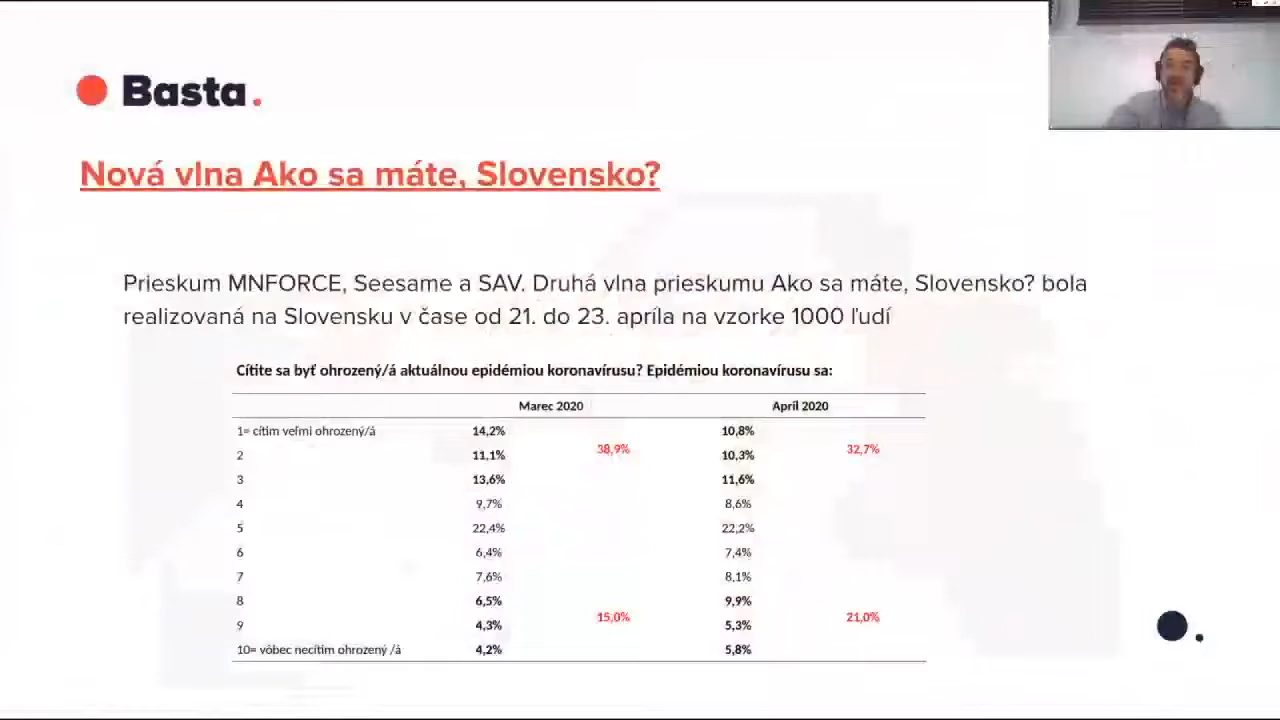 Basta.
Nová vlna Ako sa máte, Slovensko?
Prieskum MNFORCE, Seesame a SAV. Druhá vlna prieskumu Ako sa máte, Slovensko? bola
realizovaná na Slovensku v čase od 21. do 23. apríla na vzorke 1000 ľudí
Cítite sa byť ohrozený/á aktuálnou epidémiou koronavírusu? Epidémiou koronavírusu sa:
Marec 2020 Apríl 2020
1= cítim veľmi ohrozený/á 14,2% 10,8%
38,9% 32,7%
2 11,1% 10,3%
3 13,6% 11,6%
4 9,7% 8,6%
5 22,4% 22,2%
6 6,4% 7,4%
7 7,6% 8,1%
8 6,5% 9,9%
15,0% 21,0%
9 4,3% 5,3%
10= vôbec necítim ohrozený /á 4,2% 5,8%